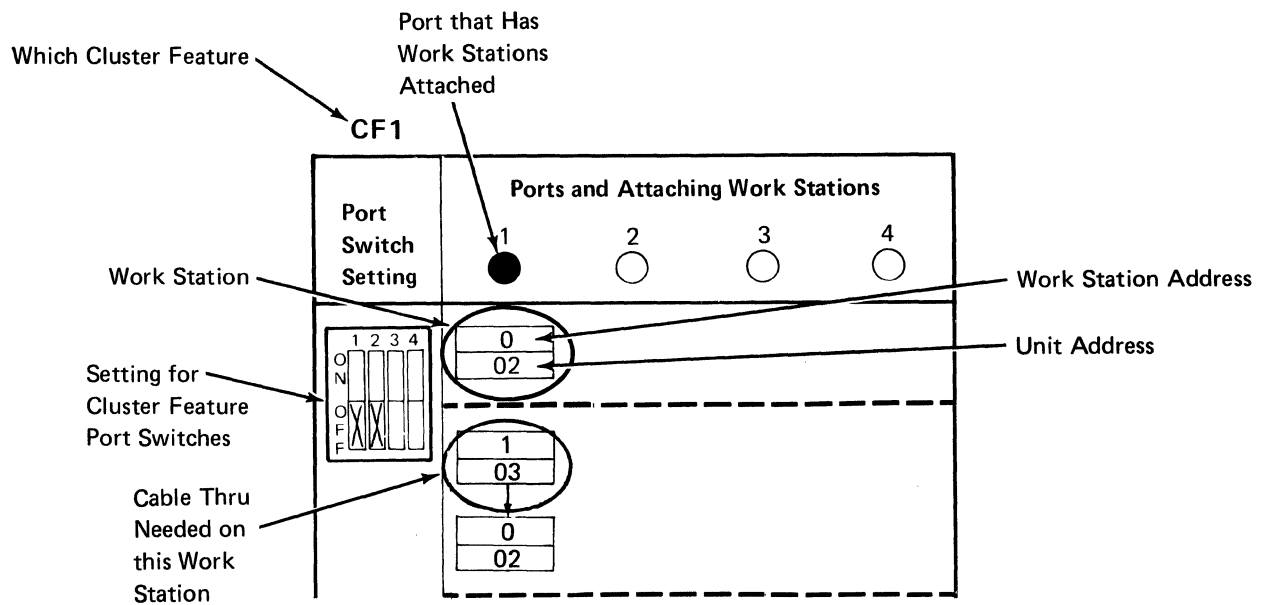 Port that Has
Work Stations
Attached
Which Cluster Feature
CF1
Ports and Attaching Work Stations
Port
Switch
Setting
1 2 3 4
Work Station
Work Station Address
Unit Address
0
02
1 2 3 4
ON
OFF
Setting for
Cluster Feature
Port Switches
1
03
0
02
Cable Thru
Needed on
this Work
Station